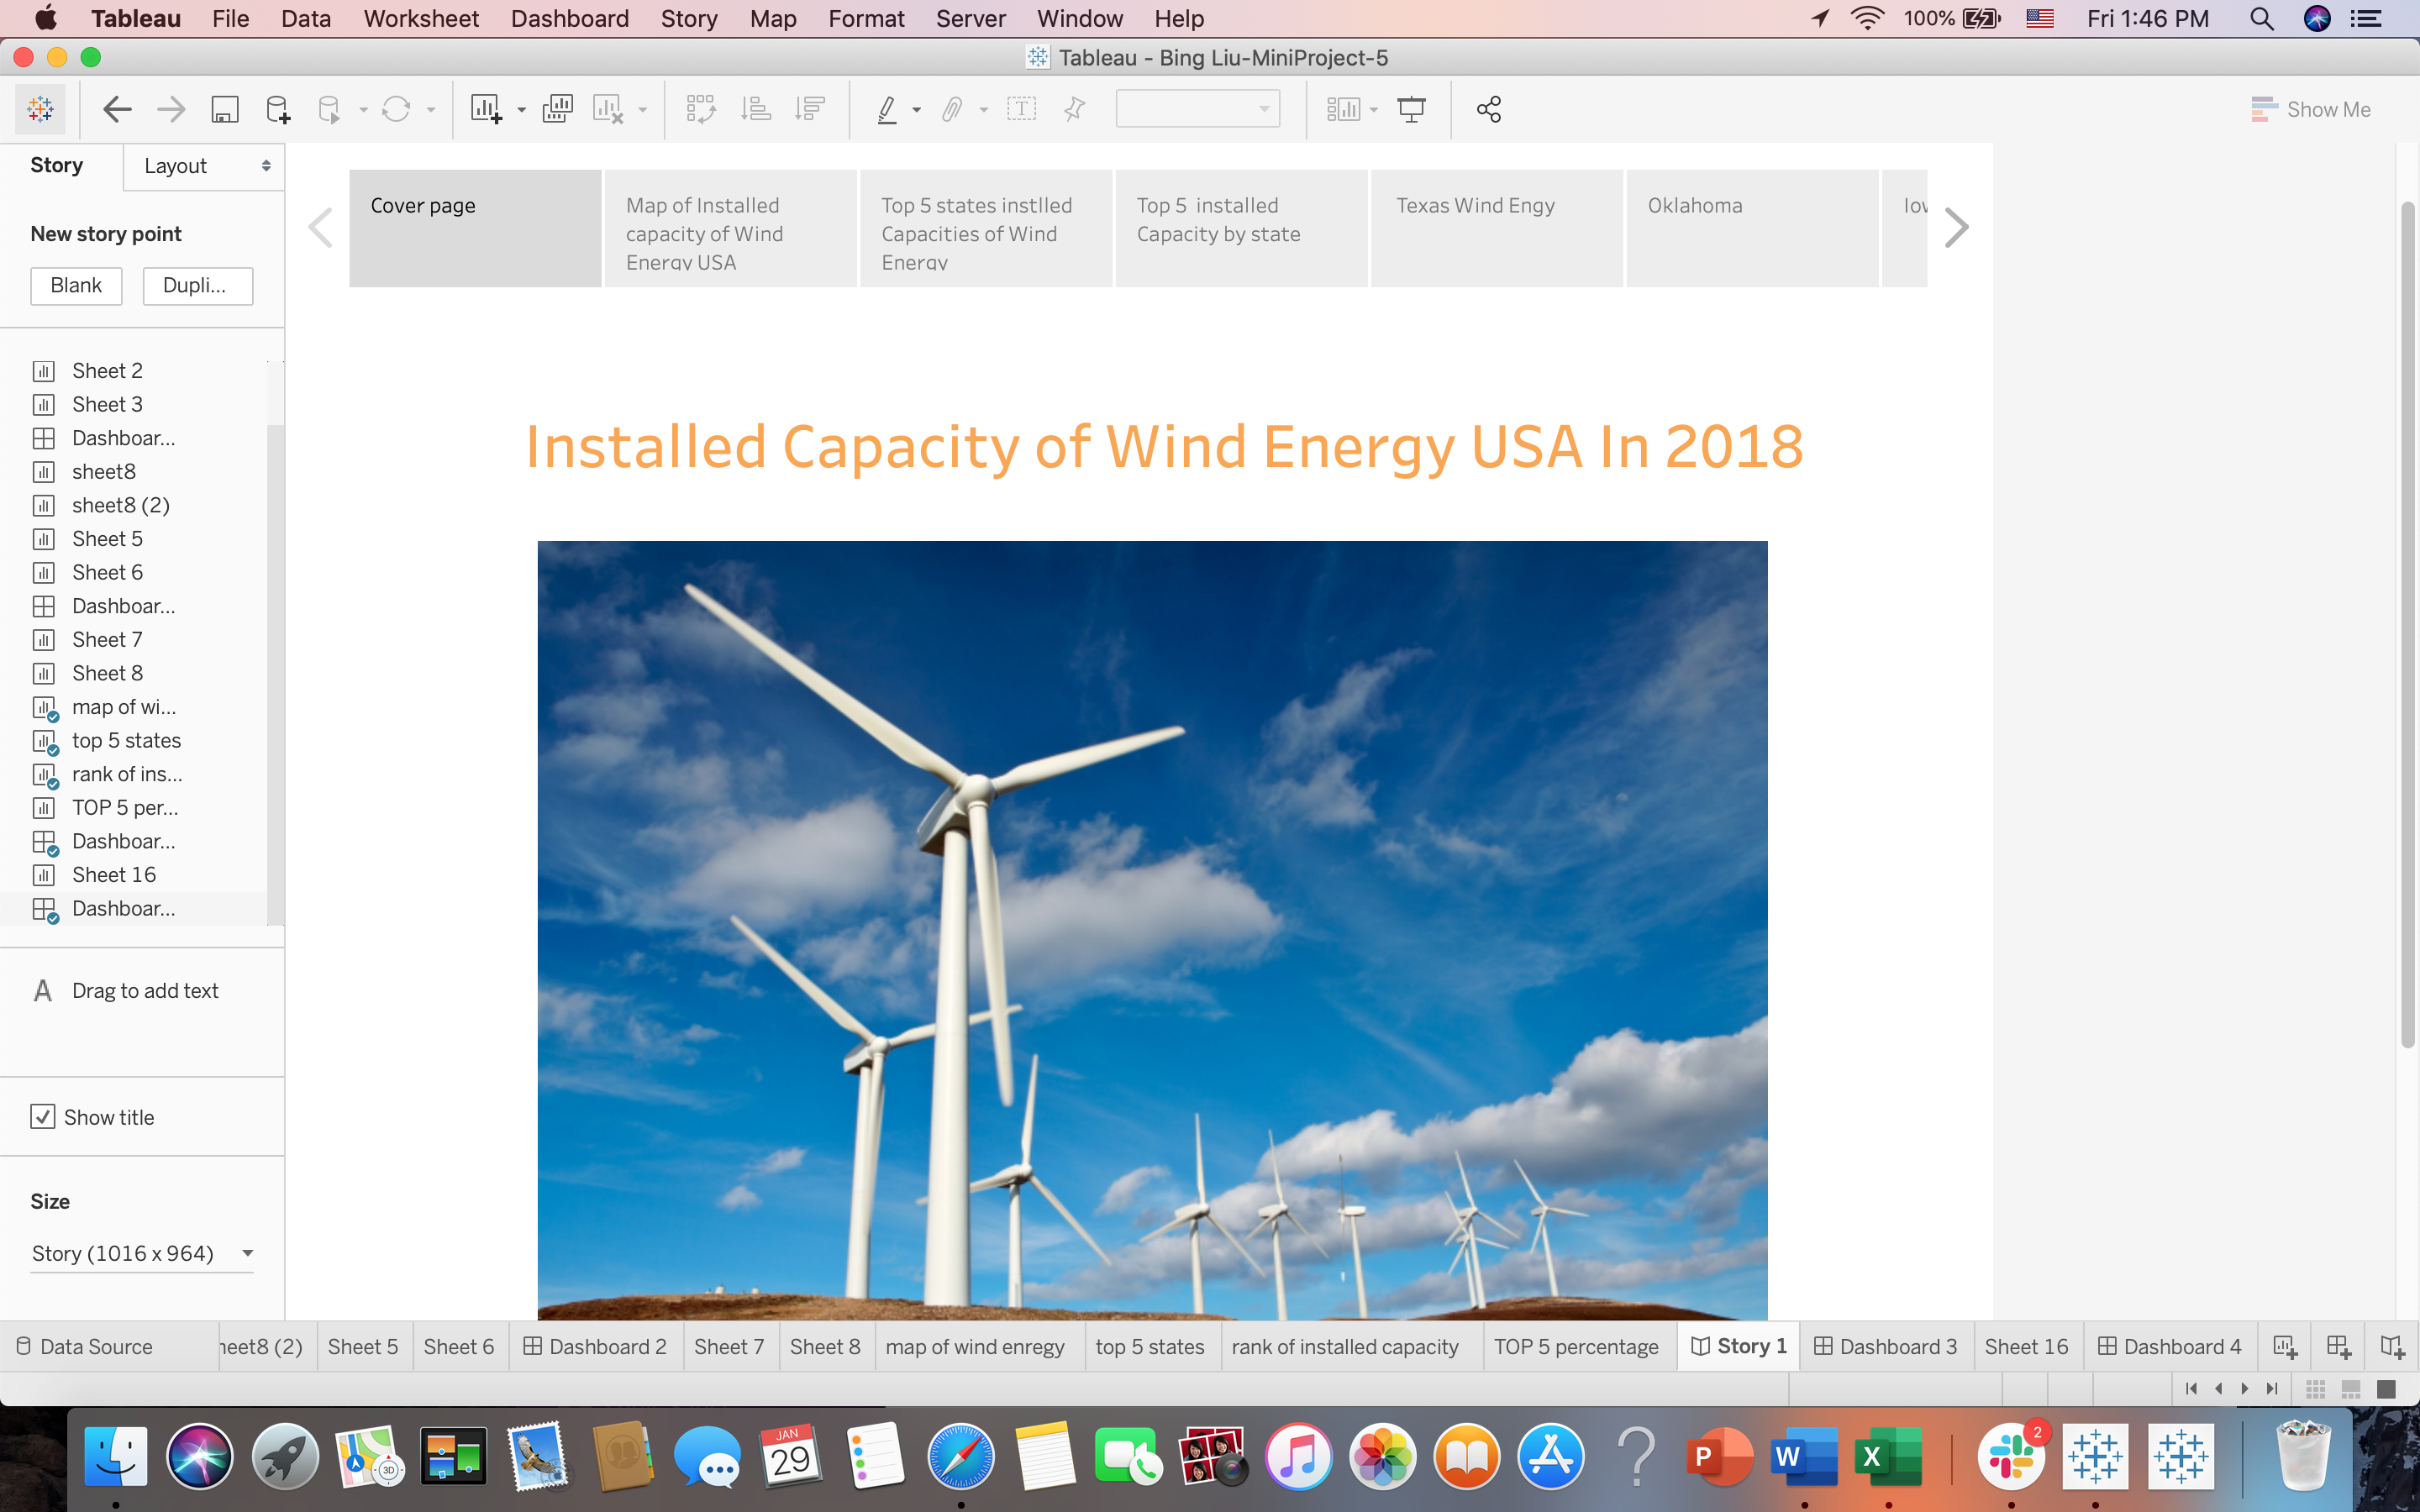 Tableau File Data Worksheet Dashboard Story Map Format Server Window Help 100% Fri 1:46 PM
Tableau - Bing Liu-MiniProject-5
Show Me
Story Layout
New story point
Blank Dupli...
Sheet 2
Sheet 3
Dashboar...
sheet8
sheet8 (2)
Sheet 5
Sheet 6
Dashboar...
Sheet 7
Sheet 8
map of wi...
top 5 states
rank of ins...
TOP 5 per...
Dashboar...
Sheet 16
Dashboar...
A Drag to add text
Show title
Size
Story (1016 x 964)
Cover page
Map of Installed
capacity of Wind
Energy USA
Top 5 states instlled
Capacities of Wind
Energy
Top 5 installed
Capacity by state
Texas Wind Engy
Oklahoma
Iow
Installed Capacity of Wind Energy USA In 2018
Data Source heet8 (2) Sheet 5 Sheet 6 Dashboard 2 Sheet 7 Sheet 8 map of wind enregy top 5 states rank of installed capacity TOP 5 percentage Story 1 Dashboard 3 Sheet 16 Dashboard 4
3D
JAN
29
P
W
X
2